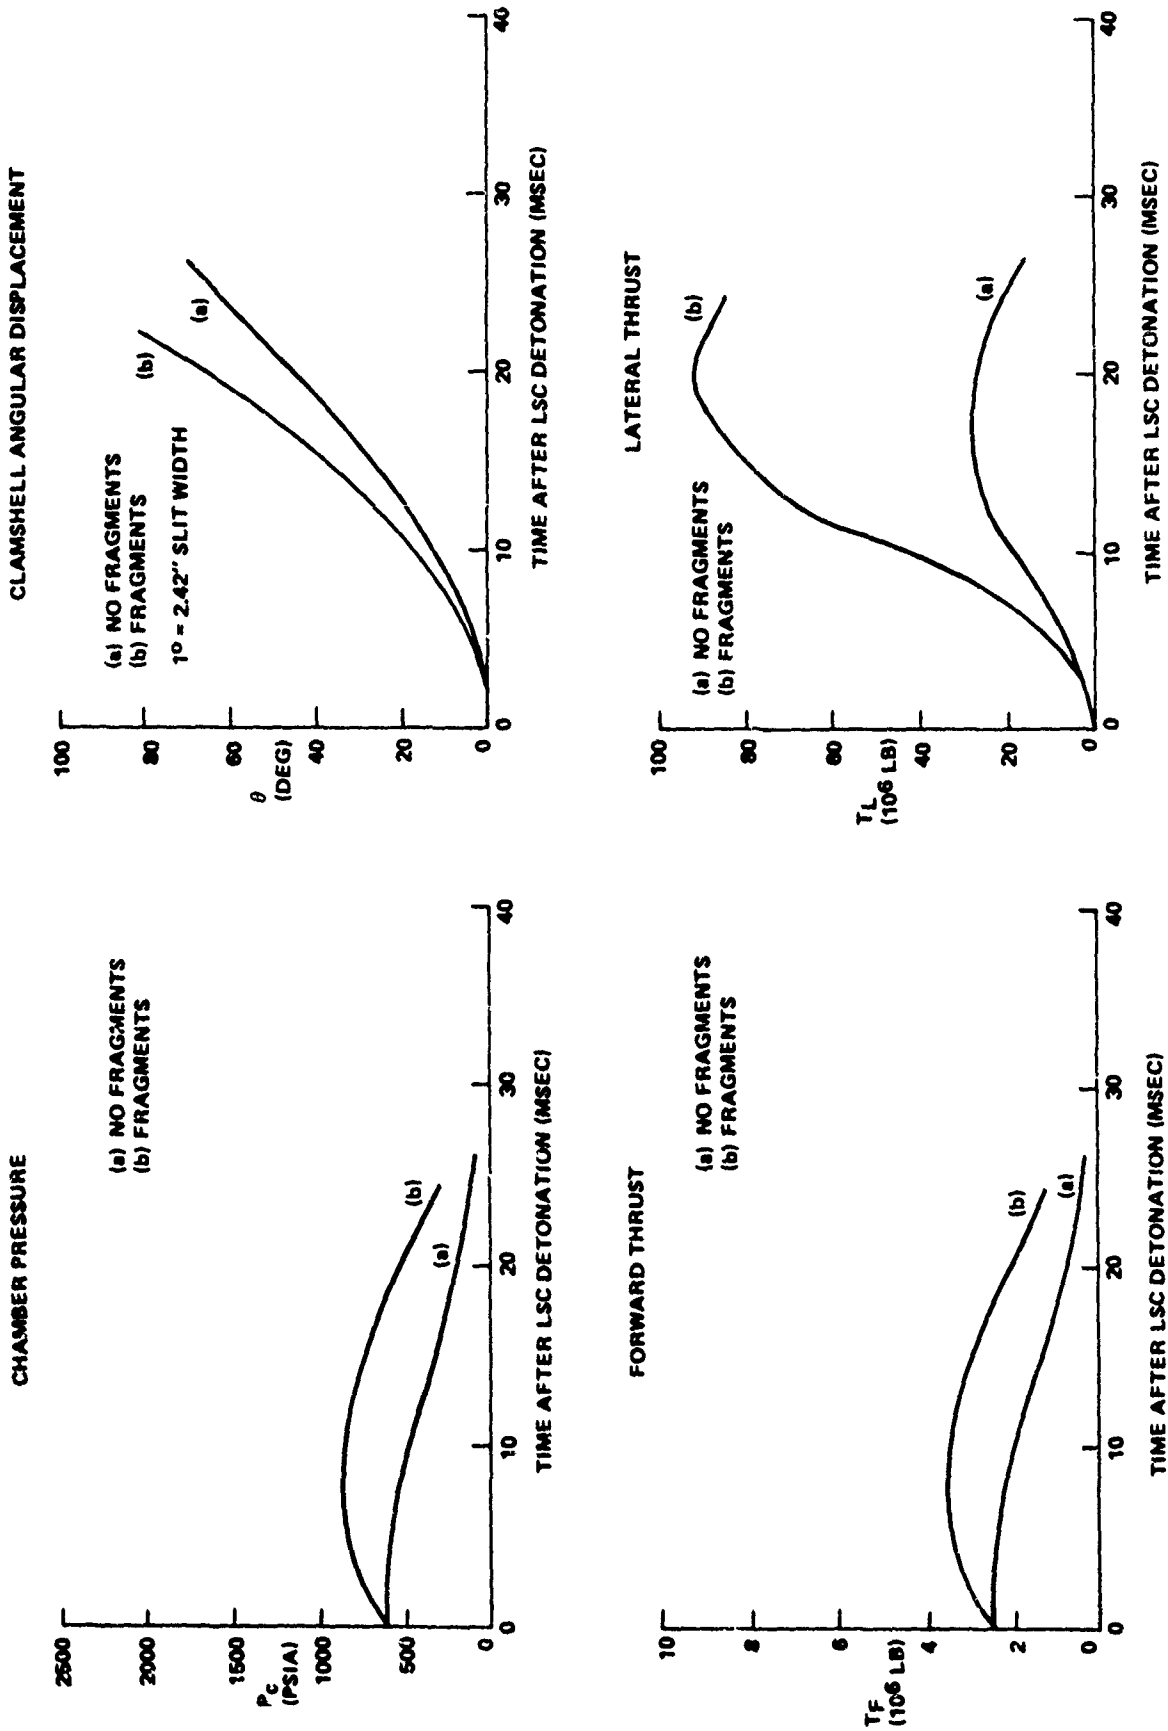 CHAMBER PRESSURE
2500
2000
1500
1000
500
0
P_C
(PSIA)
(a) NO FRAGMENTS
(b) FRAGMENTS
(b)
(a)
0
10
20
30
40
TIME AFTER LSC DETONATION (MSEC)
CLAMSHELL ANGULAR DISPLACEMENT
100
80
60
40
20
0
θ
(DEG)
(a) NO FRAGMENTS
(b) FRAGMENTS
1° = 2.42" SLIT WIDTH
(b)
(a)
0
10
20
30
40
TIME AFTER LSC DETONATION (MSEC)
FORWARD THRUST
10
8
6
4
2
0
T_F
(10⁶ LB)
(a) NO FRAGMENTS
(b) FRAGMENTS
(b)
(a)
0
10
20
30
40
TIME AFTER LSC DETONATION (MSEC)
LATERAL THRUST
100
80
60
40
20
0
T_L
(10⁶ LB)
(a) NO FRAGMENTS
(b) FRAGMENTS
(b)
(a)
0
10
20
30
40
TIME AFTER LSC DETONATION (MSEC)